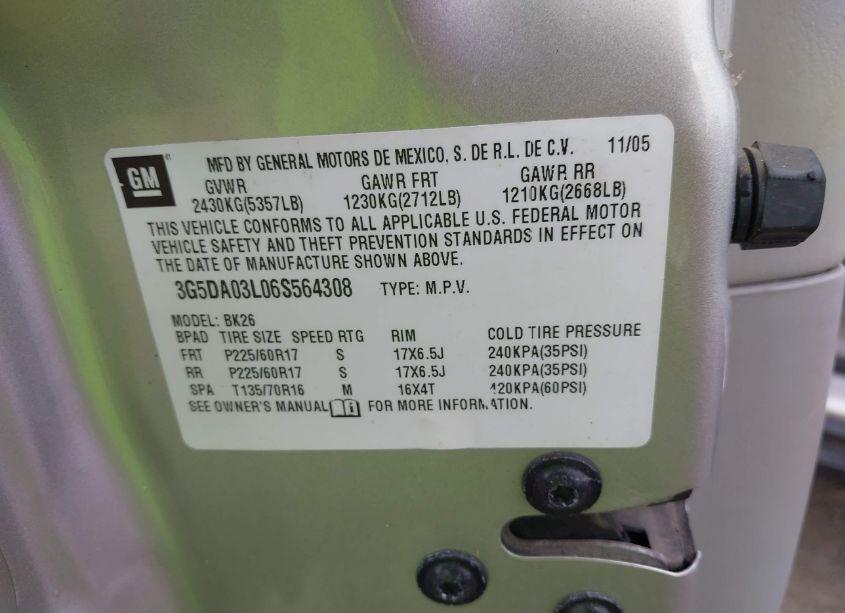 GM MFD BY GENERAL MOTORS DE MEXICO, S. DE R.L. DE C.V. 11/05
GVWR GAWR FRT GAWR RR
2430KG(5357LB) 1230KG(2712LB) 1210KG(2668LB)
THIS VEHICLE CONFORMS TO ALL APPLICABLE U.S. FEDERAL MOTOR
VEHICLE SAFETY AND THEFT PREVENTION STANDARDS IN EFFECT ON
THE DATE OF MANUFACTURE SHOWN ABOVE.
3G5DA03L06S564308 TYPE: M.P.V.
MODEL: BK26
BPAD TIRE SIZE SPEED RTG RIM COLD TIRE PRESSURE
FRT P225/60R17 S 17X6.5J 240KPA(35PSI)
RR P225/60R17 S 17X6.5J 240KPA(35PSI)
SPA T135/70R16 M 16X4T 420KPA(60PSI)
SEE OWNER'S MANUAL FOR MORE INFORMATION.